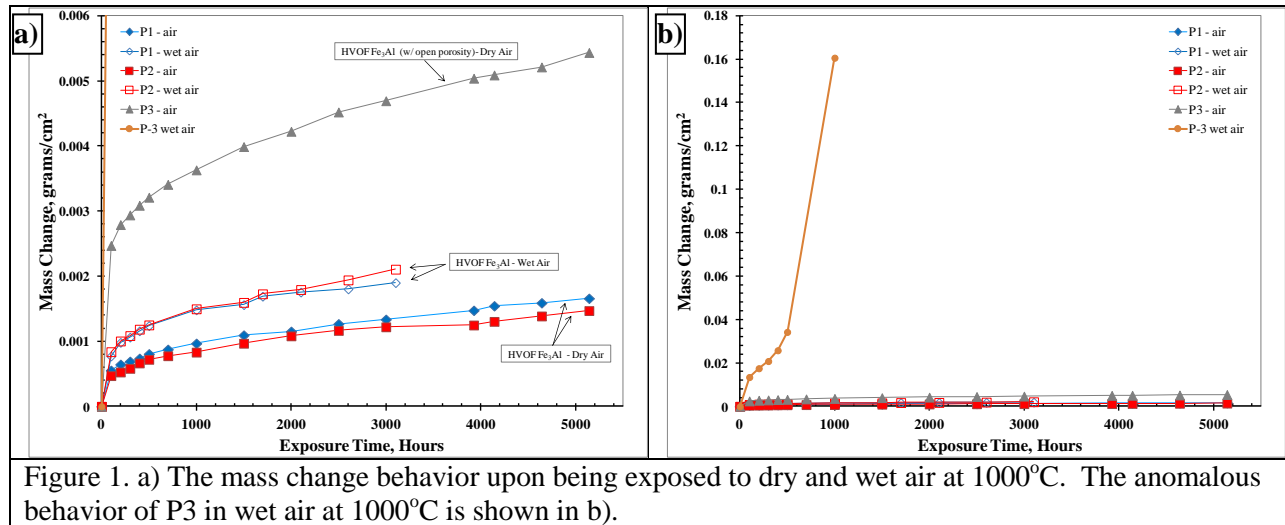 a)
0.006
0.005
0.004
0.003
0.002
0.001
0
Mass Change, grams/cm²
0
1000
2000
3000
4000
5000
Exposure Time, Hours
P1 - air
P1 - wet air
P2 - air
P2 - wet air
P3 - air
P-3 wet air
HVOF Fe₃Al (w/ open porosity)- Dry Air
HVOF Fe₃Al - Wet Air
HVOF Fe₃Al - Dry Air
b)
0.18
0.16
0.14
0.12
0.10
0.08
0.06
0.04
0.02
0
Mass Change, grams/cm²
0
1000
2000
3000
4000
5000
Exposure Time, Hours
P1 - air
P1 - wet air
P2 - air
P2 - wet air
P3 - air
P-3 wet air
Figure 1. a) The mass change behavior upon being exposed to dry and wet air at 1000°C. The anomalous
behavior of P3 in wet air at 1000°C is shown in b).